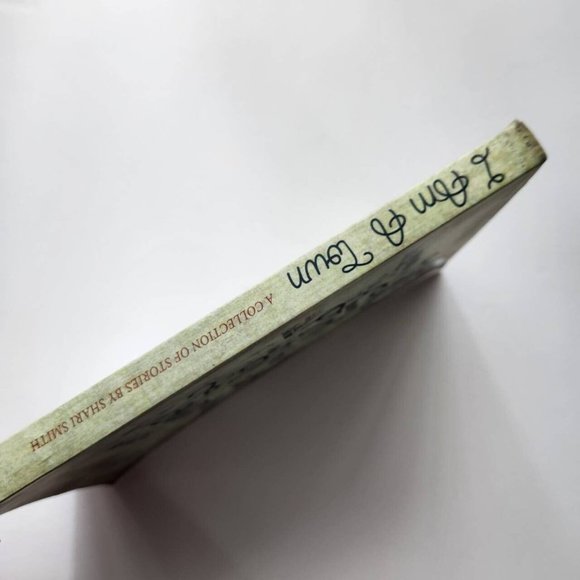 I Am A Town
A COLLECTION OF STORIES BY SHARI SMITH